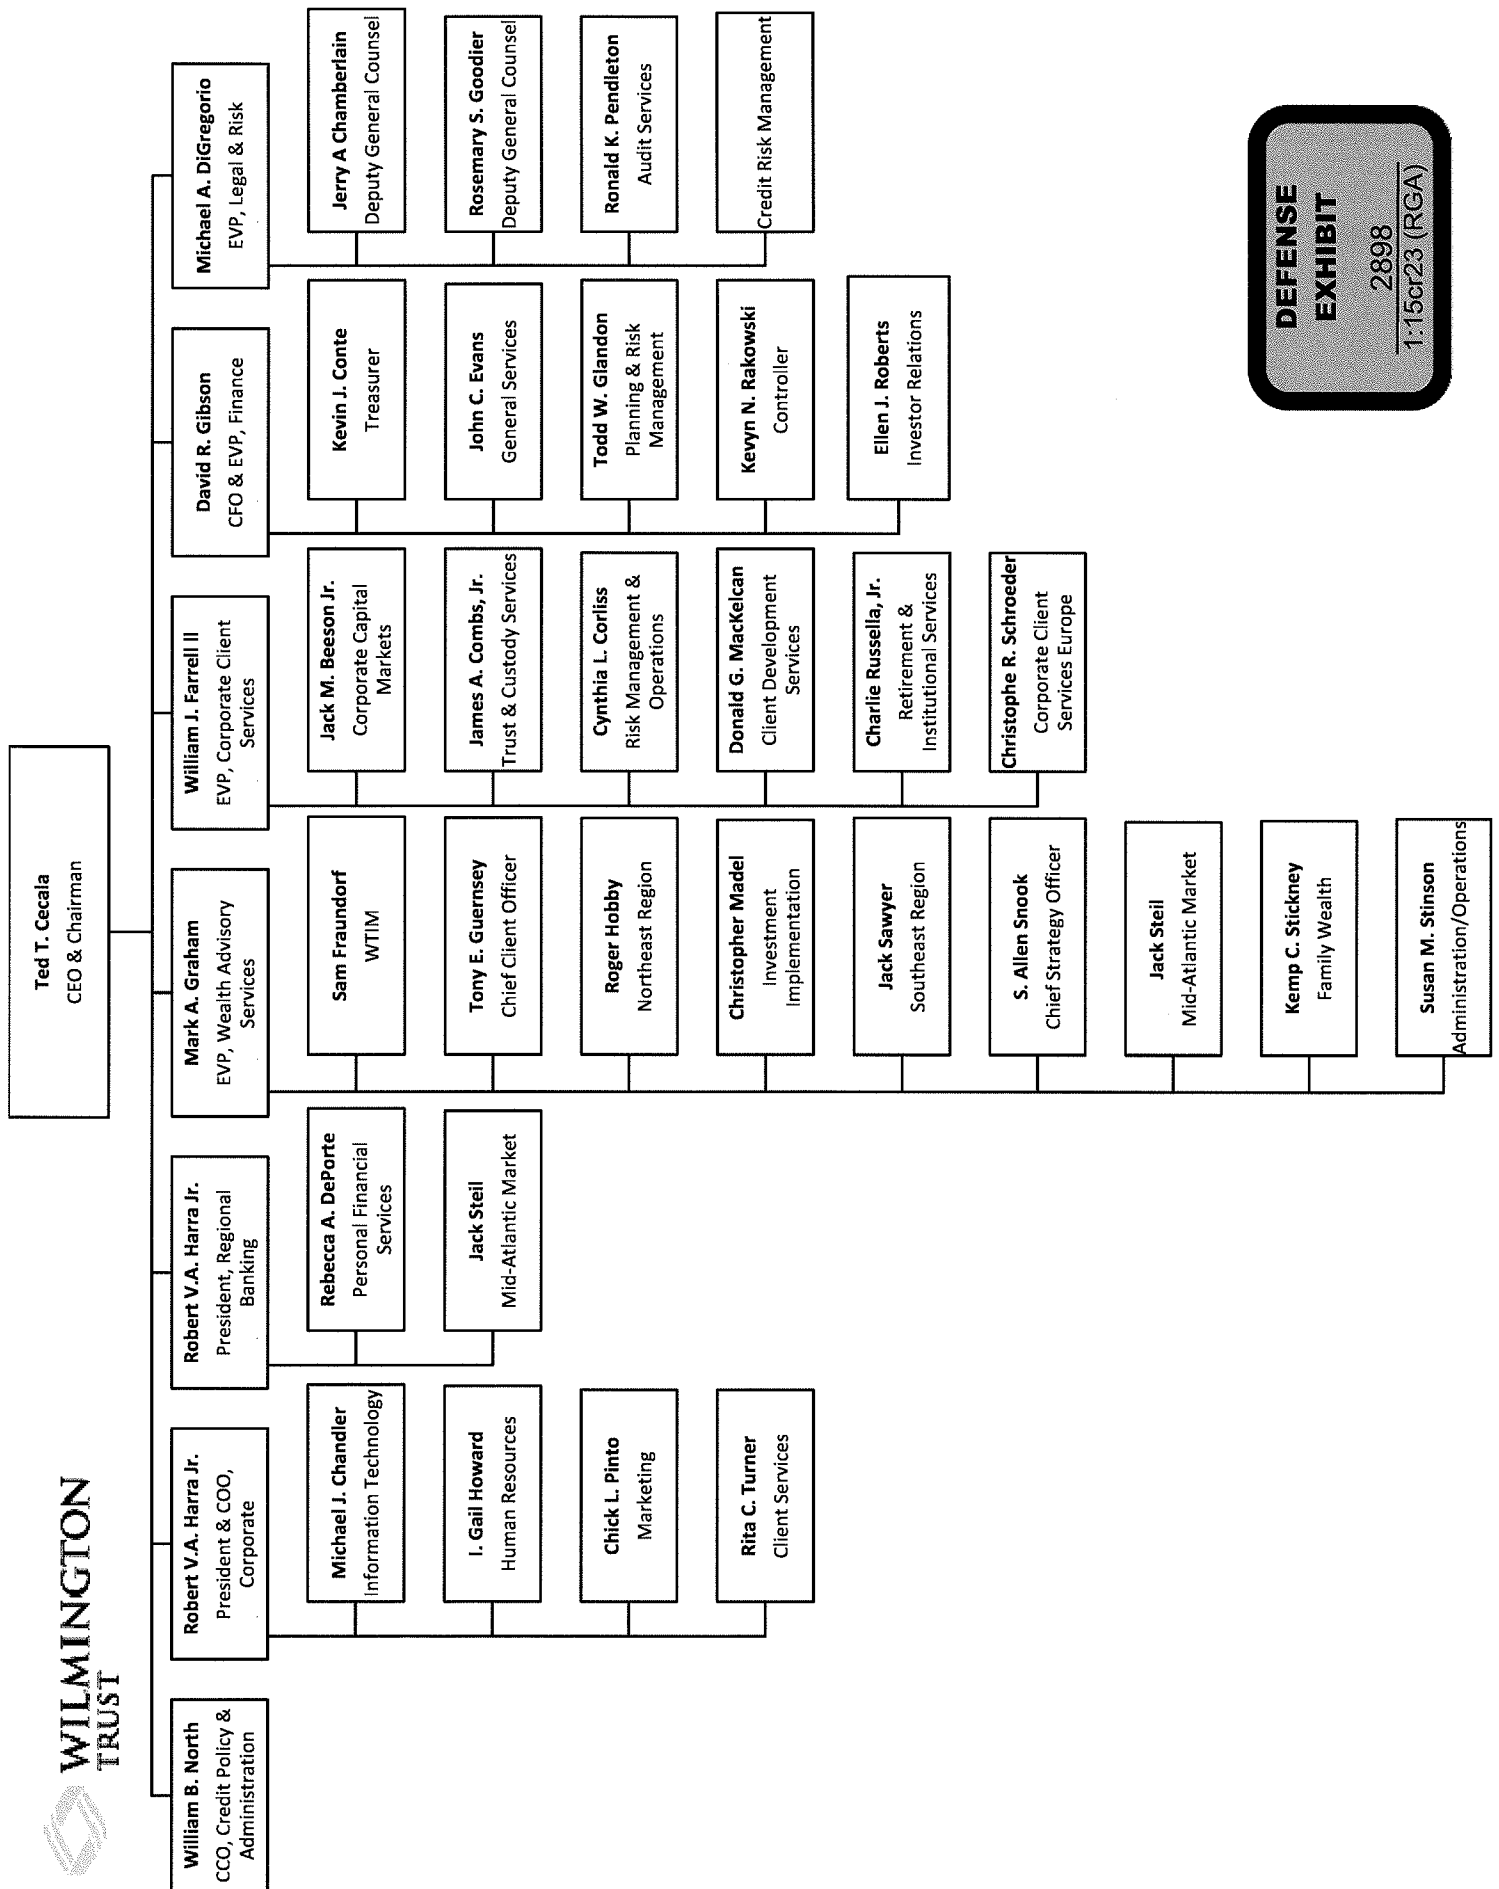 WILMINGTON
TRUST
Ted T. Cecala
CEO & Chairman
William B. North
CCO, Credit Policy &
Administration
Robert V.A. Harra Jr.
President & COO,
Corporate
Michael J. Chandler
Information Technology
I. Gail Howard
Human Resources
Chick L. Pinto
Marketing
Rita C. Turner
Client Services
Robert V.A. Harra Jr.
President, Regional
Banking
Rebecca A. DePorte
Personal Financial
Services
Jack Steil
Mid-Atlantic Market
Mark A. Graham
EVP, Wealth Advisory
Services
Sam Fraundorf
WTIM
Tony E. Guernsey
Chief Client Officer
Roger Hobby
Northeast Region
Christopher Madel
Investment
Implementation
Jack Sawyer
Southeast Region
S. Allen Snook
Chief Strategy Officer
Jack Steil
Mid-Atlantic Market
Kemp C. Stickney
Family Wealth
Susan M. Stinson
Administration/Operations
William J. Farrell II
EVP, Corporate Client
Services
Jack M. Beeson Jr.
Corporate Capital
Markets
James A. Combs, Jr.
Trust & Custody Services
Cynthia L. Corliss
Risk Management &
Operations
Donald G. MacKelcan
Client Development
Services
Charlie Russella, Jr.
Retirement &
Institutional Services
Christophe R. Schroeder
Corporate Client
Services Europe
David R. Gibson
CFO & EVP, Finance
Kevin J. Conte
Treasurer
John C. Evans
General Services
Todd W. Glandon
Planning & Risk
Management
Kevyn N. Rakowski
Controller
Ellen J. Roberts
Investor Relations
Michael A. DiGregorio
EVP, Legal & Risk
Jerry A Chamberlain
Deputy General Counsel
Rosemary S. Goodier
Deputy General Counsel
Ronald K. Pendleton
Audit Services
Credit Risk Management
DEFENSE
EXHIBIT
2898
1:15cr23 (RGA)